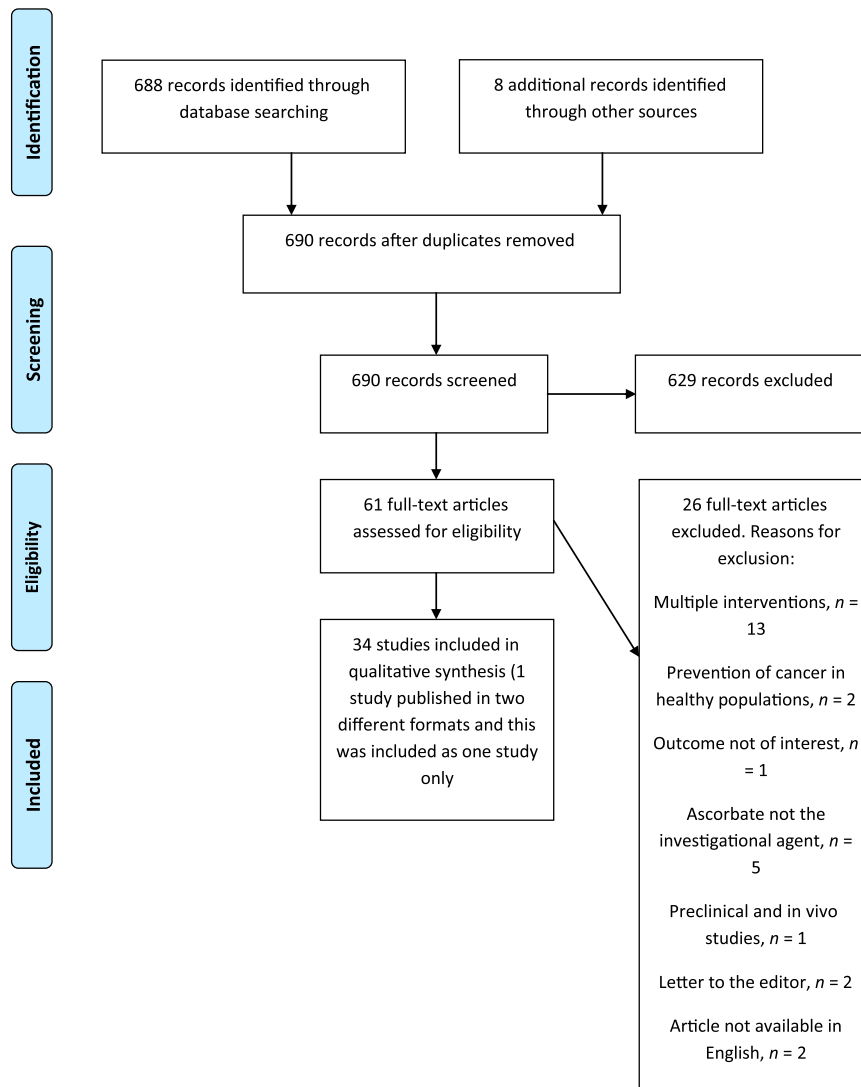 Identification
688 records identified through
database searching
8 additional records identified
through other sources
690 records after duplicates removed
Screening
690 records screened
629 records excluded
Eligibility
61 full-text articles
assessed for eligibility
26 full-text articles
excluded. Reasons for
exclusion:
Multiple interventions, n =
13
Prevention of cancer in
healthy populations, n = 2
Outcome not of interest, n
= 1
Ascorbate not the
investigational agent, n =
5
Preclinical and in vivo
studies, n = 1
Letter to the editor, n = 2
Article not available in
English, n = 2
Included
34 studies included in
qualitative synthesis (1
study published in two
different formats and this
was included as one study
only